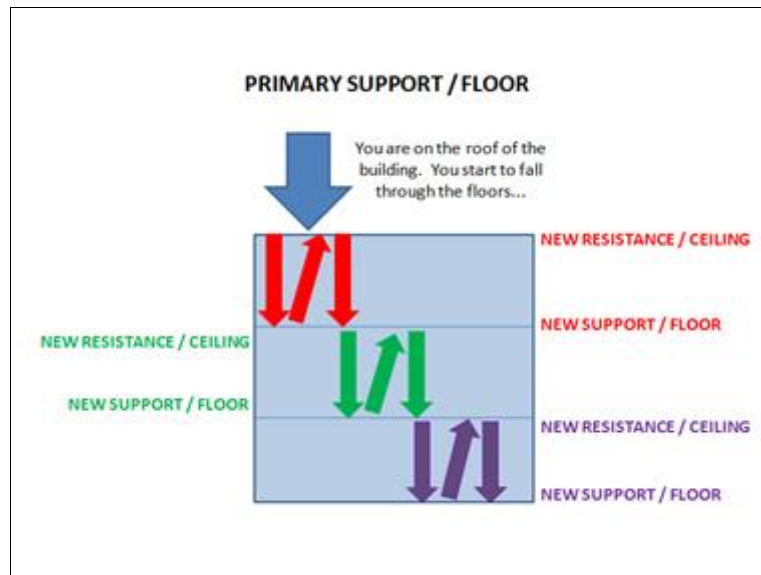 PRIMARY SUPPORT / FLOOR
You are on the roof of the
building. You start to fall
through the floors...
NEW RESISTANCE / CEILING
NEW SUPPORT / FLOOR
NEW RESISTANCE / CEILING
NEW SUPPORT / FLOOR
NEW RESISTANCE / CEILING
NEW SUPPORT / FLOOR